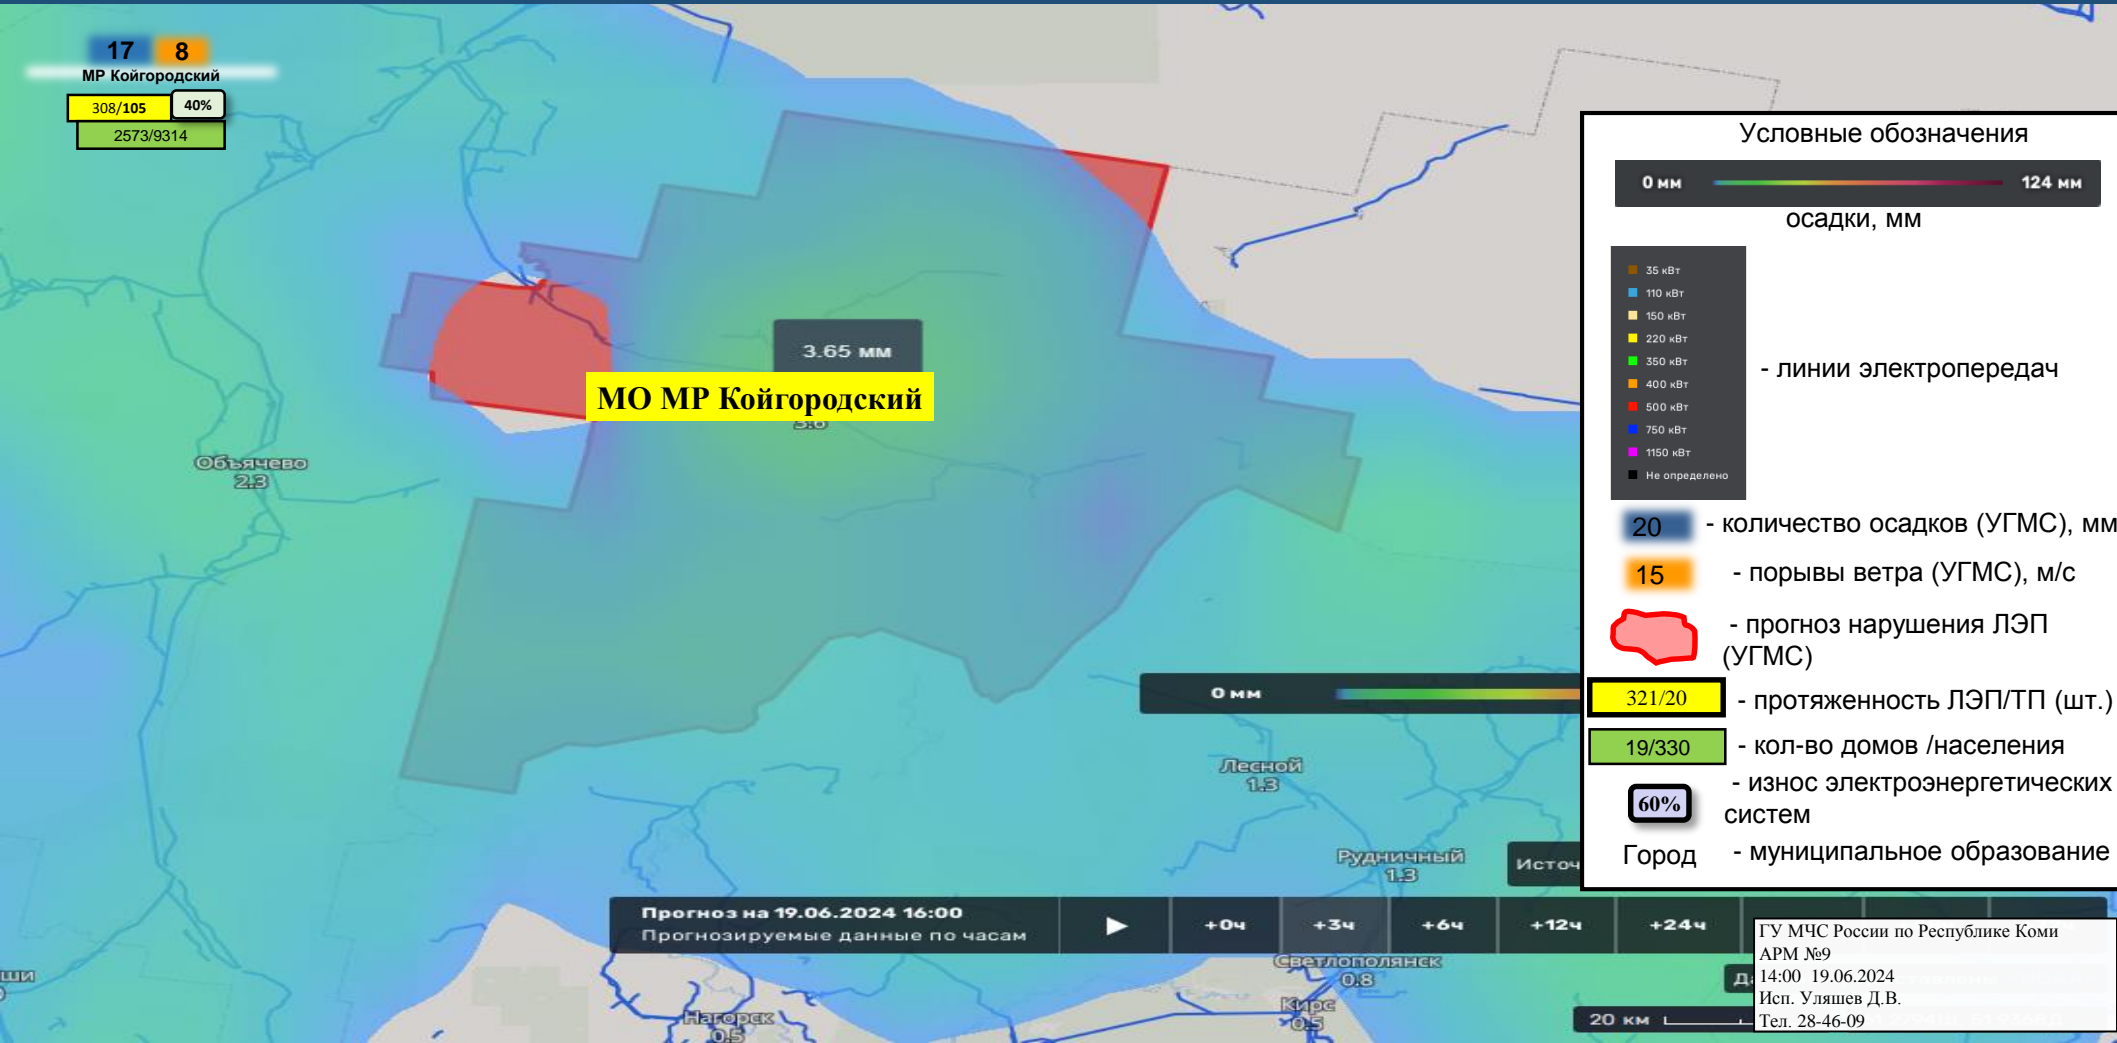 17 8
МР Койгородский
308/105 40%
2573/9314
3.65 мм
МО МР Койгородский
3.6
Объячево
2.3
0 мм
Лесной
1.3
Рудничный
1.3
Прогноз на 19.06.2024 16:00
Прогнозируемые данные по часам
+0ч +3ч +6ч +12ч +24ч
Светлополянск
0.8
Кирс
0.5
Нагорск
0.5
20 км
Условные обозначения
0 мм 124 мм
осадки, мм
35 кВт
110 кВт
150 кВт
220 кВт
350 кВт
400 кВт
500 кВт
750 кВт
1150 кВт
Не определено
- линии электропередач
20 - количество осадков (УГМС), мм
15 - порывы ветра (УГМС), м/с
- прогноз нарушения ЛЭП
(УГМС)
321/20 - протяженность ЛЭП/ТП (шт.)
19/330 - кол-во домов /населения
- износ электроэнергетических
60%
систем
Город - муниципальное образование
ГУ МЧС России по Республике Коми
АРМ №9
14:00 19.06.2024
Исп. Уляшев Д.В.
Тел. 28-46-09